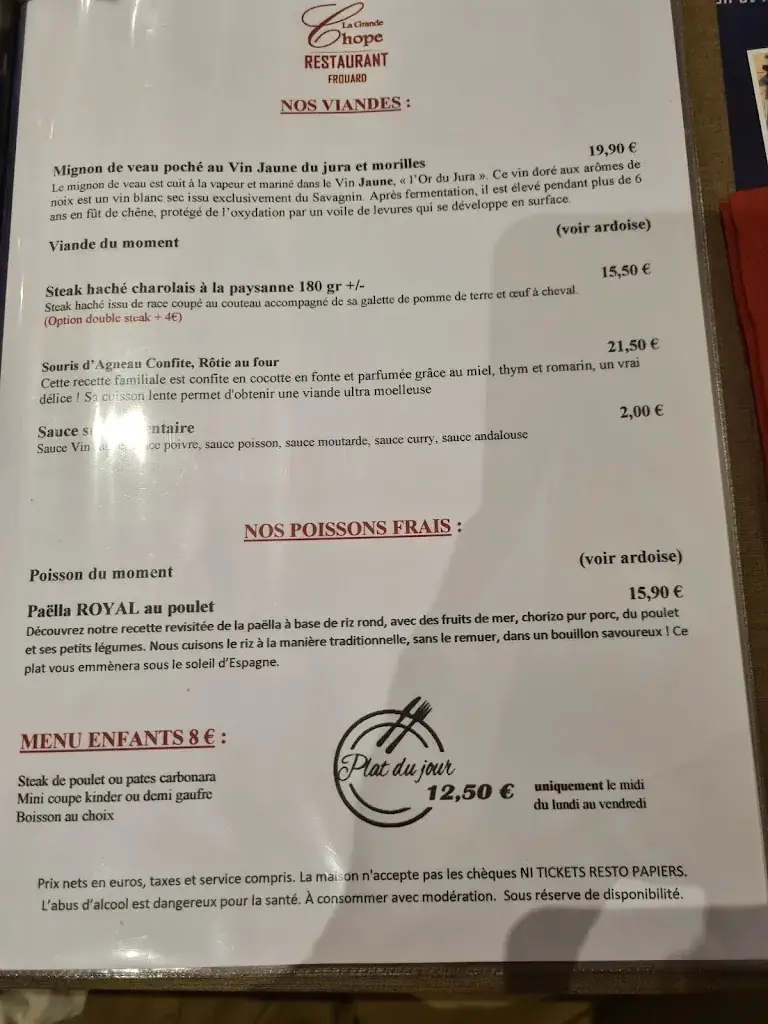 La Grande
Chope
RESTAURANT
FROUARD
NOS VIANDES :
19,90 €
Mignon de veau poché au Vin Jaune du jura et morilles
Le mignon de veau est cuit à la vapeur et mariné dans le Vin Jaune, « l'Or du Jura ». Ce vin doré aux arômes de
noix est un vin blanc sec issu exclusivement du Savagnin. Après fermentation, il est élevé pendant plus de 6
ans en fût de chêne, protégé de l'oxydation par un voile de levures qui se développe en surface.
(voir ardoise)
Viande du moment
15,50 €
Steak haché charolais à la paysanne 180 gr +/-
Steak haché issu de race coupé au couteau accompagné de sa galette de pomme de terre et œuf à cheval.
(Option double steak + 4€)
21,50 €
Souris d'Agneau Confite, Rôtie au four
Cette recette familiale est confite en cocotte en fonte et parfumée grâce au miel, thym et romarin, un vrai
délice ! Sa cuisson lente permet d'obtenir une viande ultra moelleuse
2,00 €
Sauce
Sauce Vin poivre, sauce poisson, sauce moutarde, sauce curry, sauce andalouse
NOS POISSONS FRAIS :
(voir ardoise)
Poisson du moment
15,90 €
Paëlla ROYAL au poulet
Découvrez notre recette revisitée de la paëlla à base de riz rond, avec des fruits de mer, chorizo pur porc, du poulet
et ses petits légumes. Nous cuisons le riz à la manière traditionnelle, sans le remuer, dans un bouillon savoureux ! Ce
plat vous emmènera sous le soleil d'Espagne.
MENU ENFANTS 8 € :
Steak de poulet ou pates carbonara
Mini coupe kinder ou demi gaufre
Boisson au choix
Plat du jour
12,50 €
uniquement le midi
du lundi au vendredi
Prix nets en euros, taxes et service compris. La maison n'accepte pas les chèques NI TICKETS RESTO PAPIERS.
L'abus d'alcool est dangereux pour la santé. À consommer avec modération. Sous réserve de disponibilité.